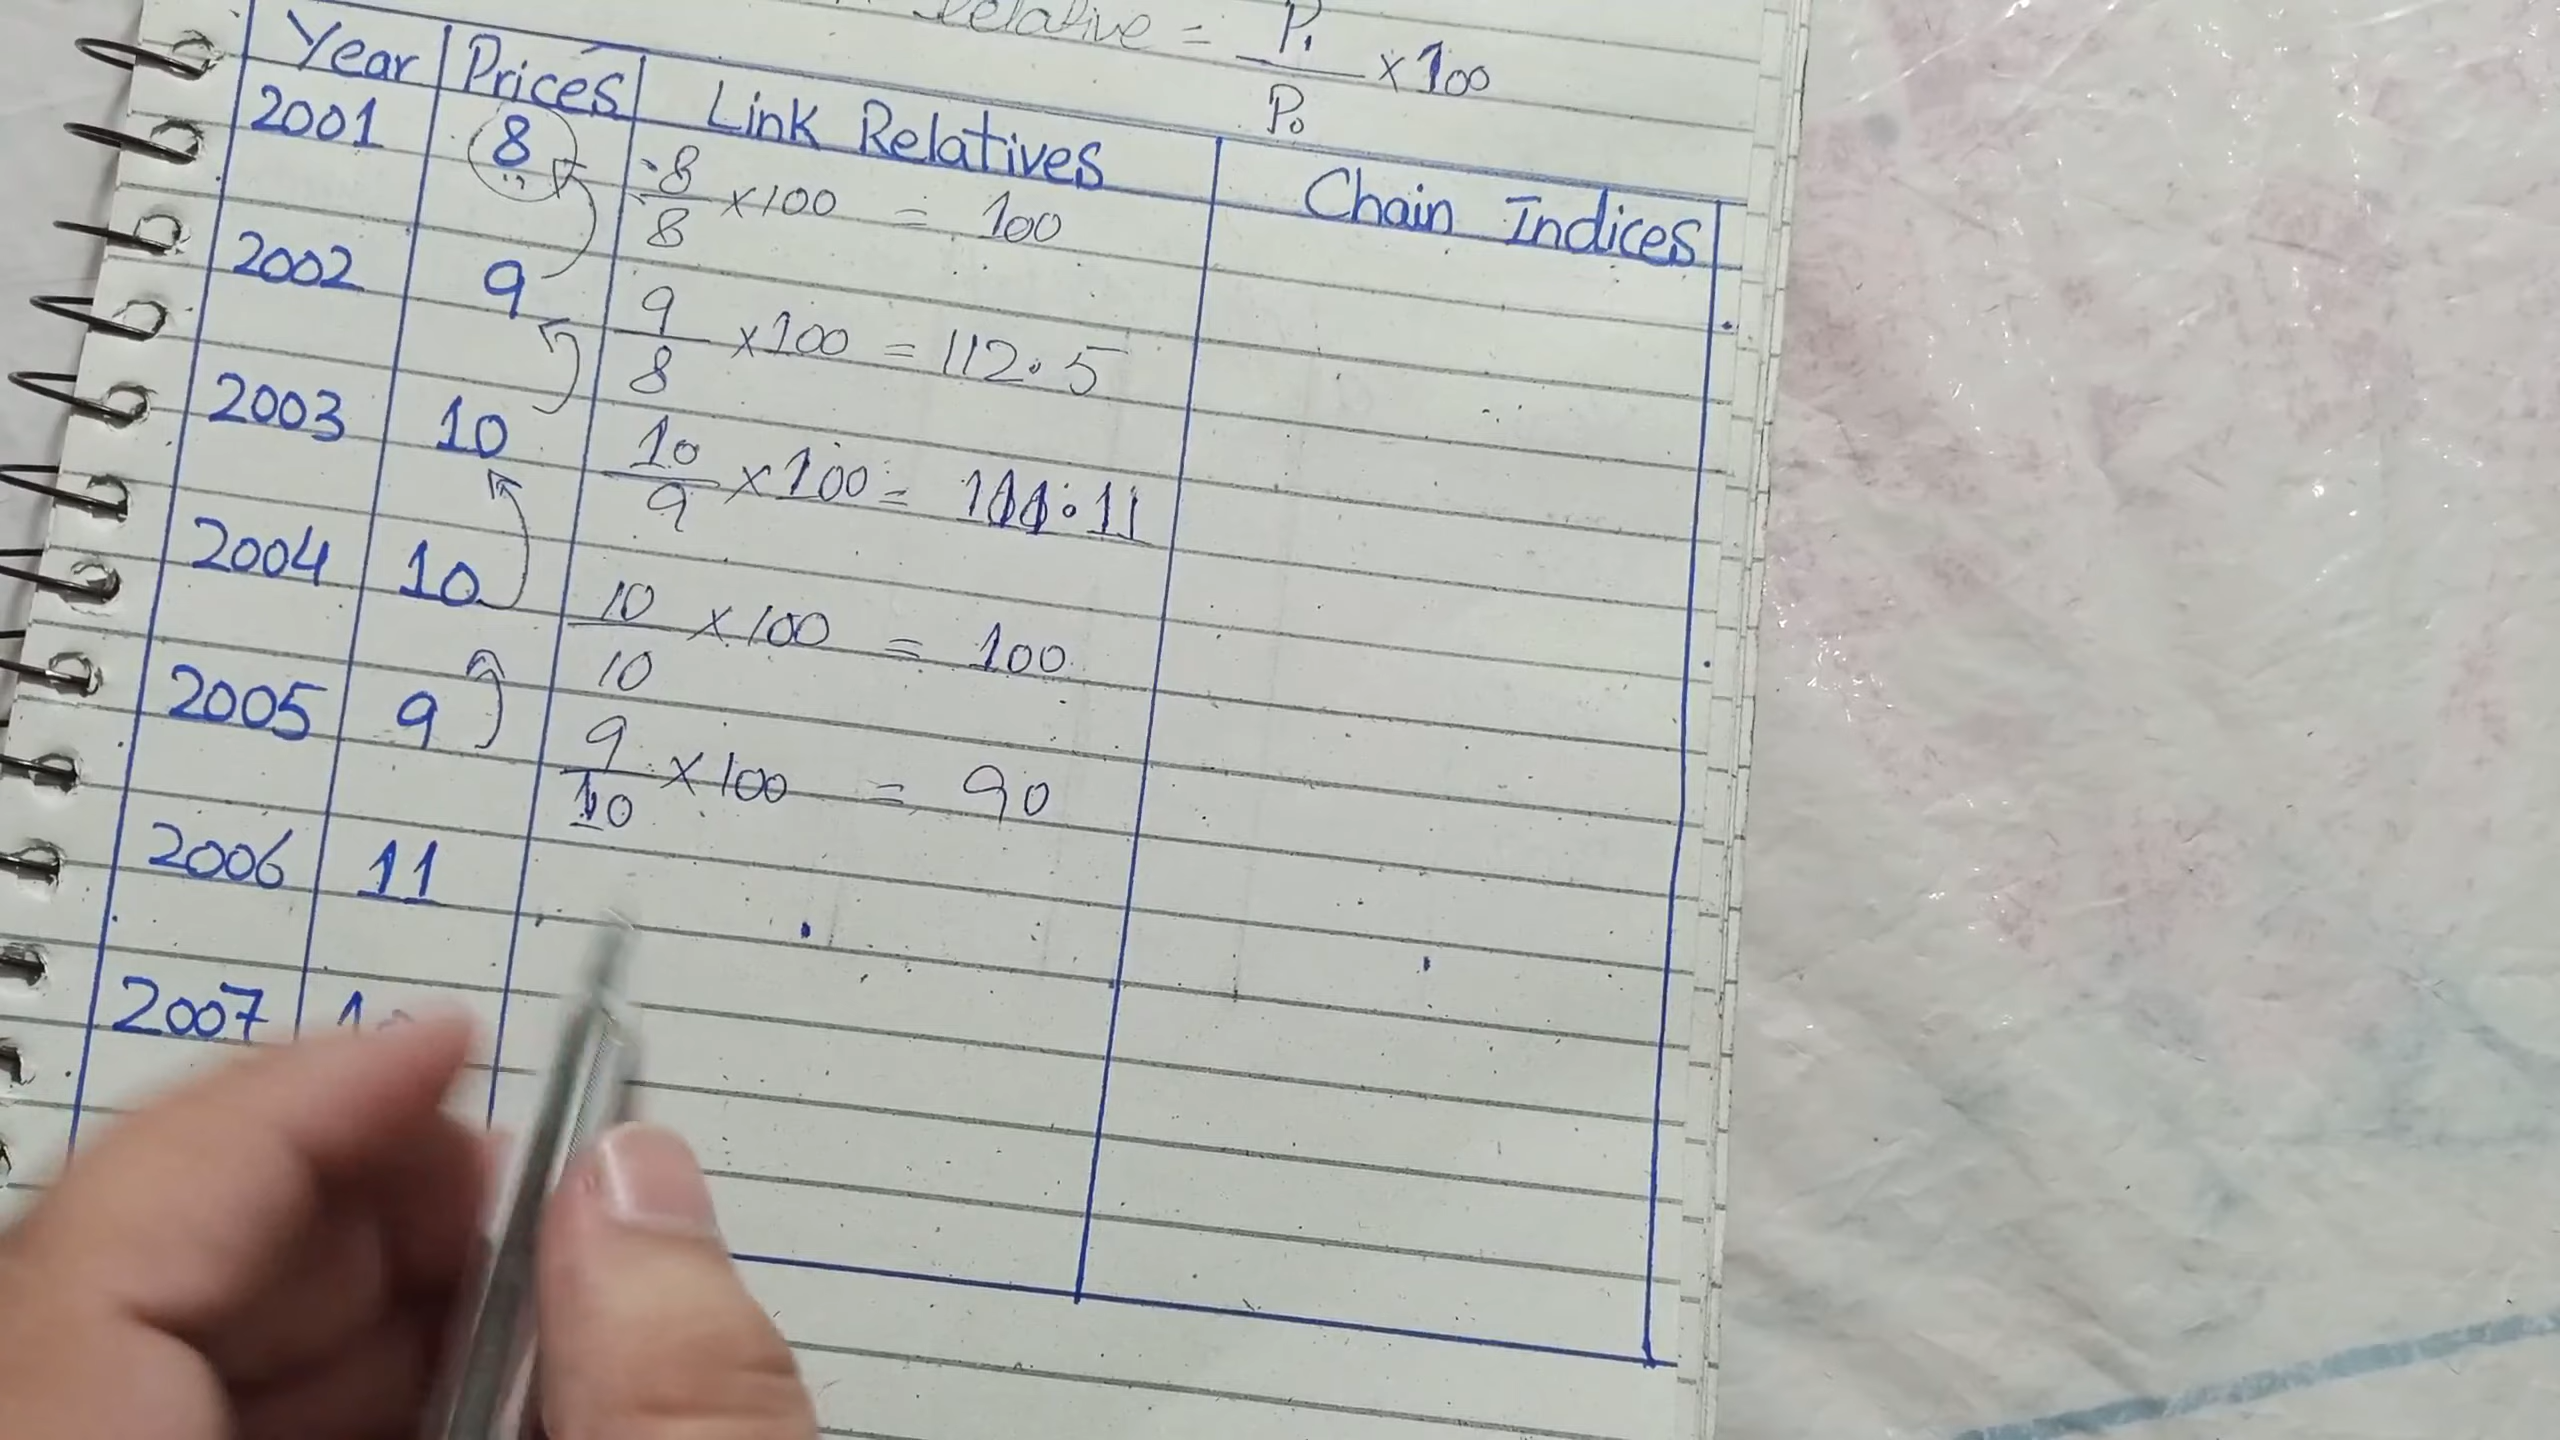 Relative = P₁/P₀ × 100
Year Prices Link Relatives Chain Indices
2001 8 8/8 × 100 = 100
2002 9 9/8 × 100 = 112.5
2003 10 10/9 × 100 = 111.11
2004 10 10/10 × 100 = 100
2005 9 9/10 × 100 = 90
2006 11
2007